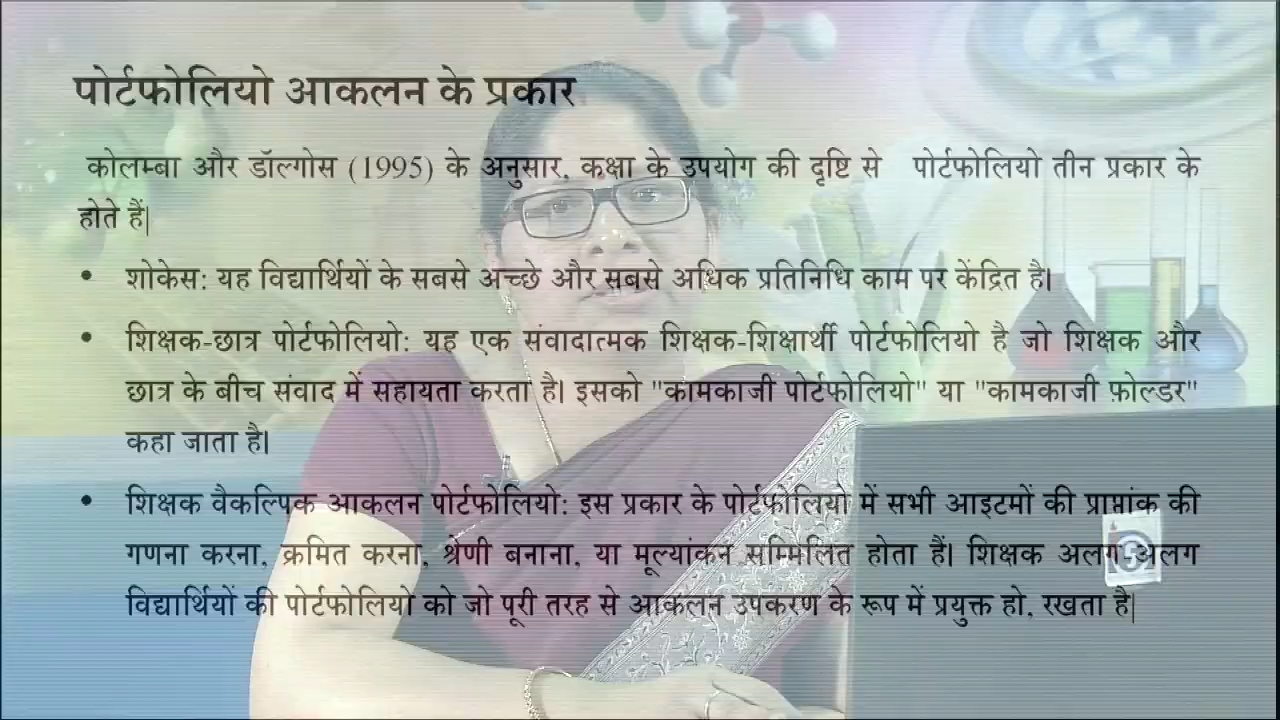 पोर्टफोलियो आकलन के प्रकार
कोलम्बा और डॉल्गोस (1995) के अनुसार, कक्षा के उपयोग की दृष्टि से पोर्टफोलियो तीन प्रकार के
होते हैं|
• शोकेस: यह विद्यार्थियों के सबसे अच्छे और सबसे अधिक प्रतिनिधि काम पर केंद्रित है।
• शिक्षक-छात्र पोर्टफोलियो: यह एक संवादात्मक शिक्षक-शिक्षार्थी पोर्टफोलियो है जो शिक्षक और
छात्र के बीच संवाद में सहायता करता है। इसको "कामकाजी पोर्टफोलियो" या "कामकाजी फ़ोल्डर"
कहा जाता है।
• शिक्षक वैकल्पिक आकलन पोर्टफोलियो: इस प्रकार के पोर्टफोलियो में सभी आइटमों की प्राप्तांक की
गणना करना, क्रमित करना, श्रेणी बनाना, या मूल्यांकन सम्मिलित होता हैं। शिक्षक अलग-अलग
विद्यार्थियों की पोर्टफोलियो को जो पूरी तरह से आकलन उपकरण के रूप में प्रयुक्त हो, रखता है|